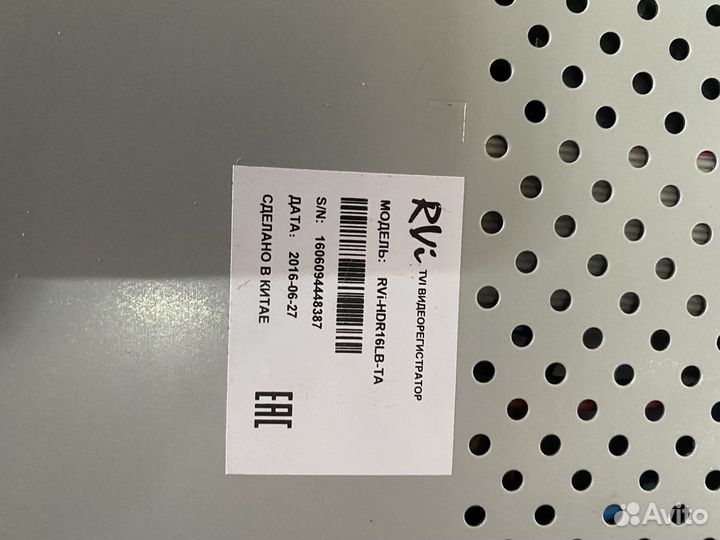 RVi TVI ВИДЕОРЕГИСТРАТОР
МОДЕЛЬ: RVi-HDR16LB-TA
S/N: 1606094448387
ДАТА: 2016-06-27
СДЕЛАНО В КИТАЕ
EAC
Avito